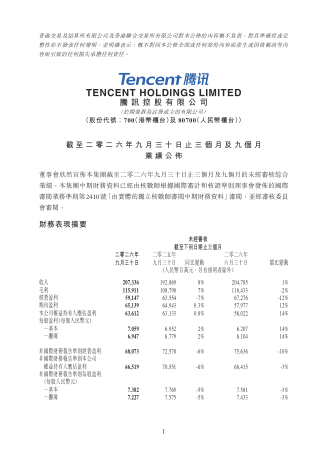 香港交易及結算所有限公司及香港聯合交易所有限公司對本公佈的內容概不負責,對其準確性或完
整性亦不發表任何聲明,並明確表示,概不對因本公佈全部或任何部份內容而產生或因倚賴該等內
容而引致的任何損失承擔任何責任。
Tencent 腾讯
TENCENT HOLDINGS LIMITED
騰訊控股有限公司
(於開曼群島註冊成立的有限公司)
(股份代號:700(港幣櫃台)及80700(人民幣櫃台))
截至二零二六年九月三十日止三個月及九個月
業績公佈
董事會欣然宣佈本集團截至二零二六年九月三十日止三個月及九個月的未經審核綜合
業績。本集團中期財務資料已經由核數師根據國際審計和核證準則理事會發佈的國際
審閱業務準則第2410號「由實體的獨立核數師審閱中期財務資料」審閱,並經審核委員
會審閱。
財務表現摘要
未經審核
截至下列日期止三個月
二零二六年 二零二五年 二零二六年
九月三十日 九月三十日 同比變動 六月三十日 環比變動
(人民幣百萬元,另有指明者除外)
收入 207,336 192,869 8% 204,704 1%
毛利 115,911 108,798 7% 118,443 -2%
經營盈利 59,147 63,554 -7% 67,276 -12%
期內盈利 65,139 64,943 0.3% 57,979 12%
本公司權益持有人應佔盈利 63,612 63,133 0.8% 56,022 14%
每股盈利(每股人民幣元)
-基本 7.059 6.952 2% 6.207 14%
-攤薄 6.947 6.779 2% 6.104 14%
非國際財務報告準則經營盈利 68,073 72,570 -6% 75,636 -10%
非國際財務報告準則本公司
權益持有人應佔盈利 66,519 70,551 -6% 68,415 -3%
非國際財務報告準則每股盈利
(每股人民幣元)
-基本 7.382 7.769 -5% 7.581 -3%
-攤薄 7.227 7.575 -5% 7.438 -3%
1